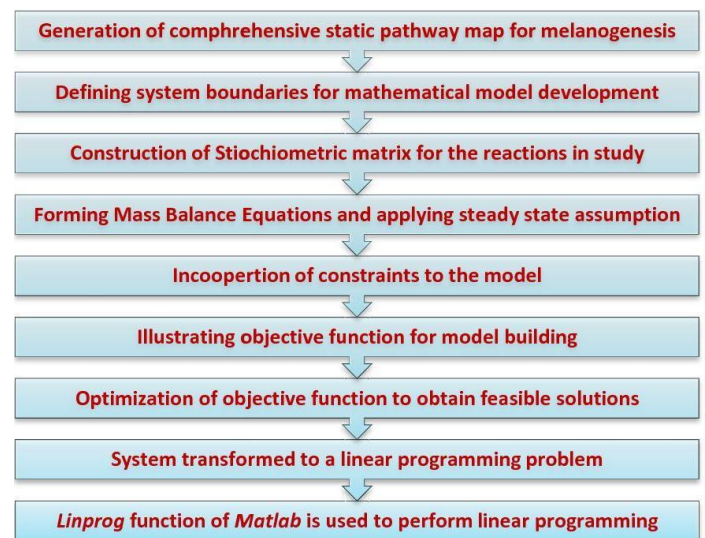 Generation of comphrehensive static pathway map for melanogenesis
Defining system boundaries for mathematical model development
Construction of Stiochiometric matrix for the reactions in study
Forming Mass Balance Equations and applying steady state assumption
Incoopertion of constraints to the model
Illustrating objective function for model building
Optimization of objective function to obtain feasible solutions
System transformed to a linear programming problem
Linprog function of Matlab is used to perform linear programming